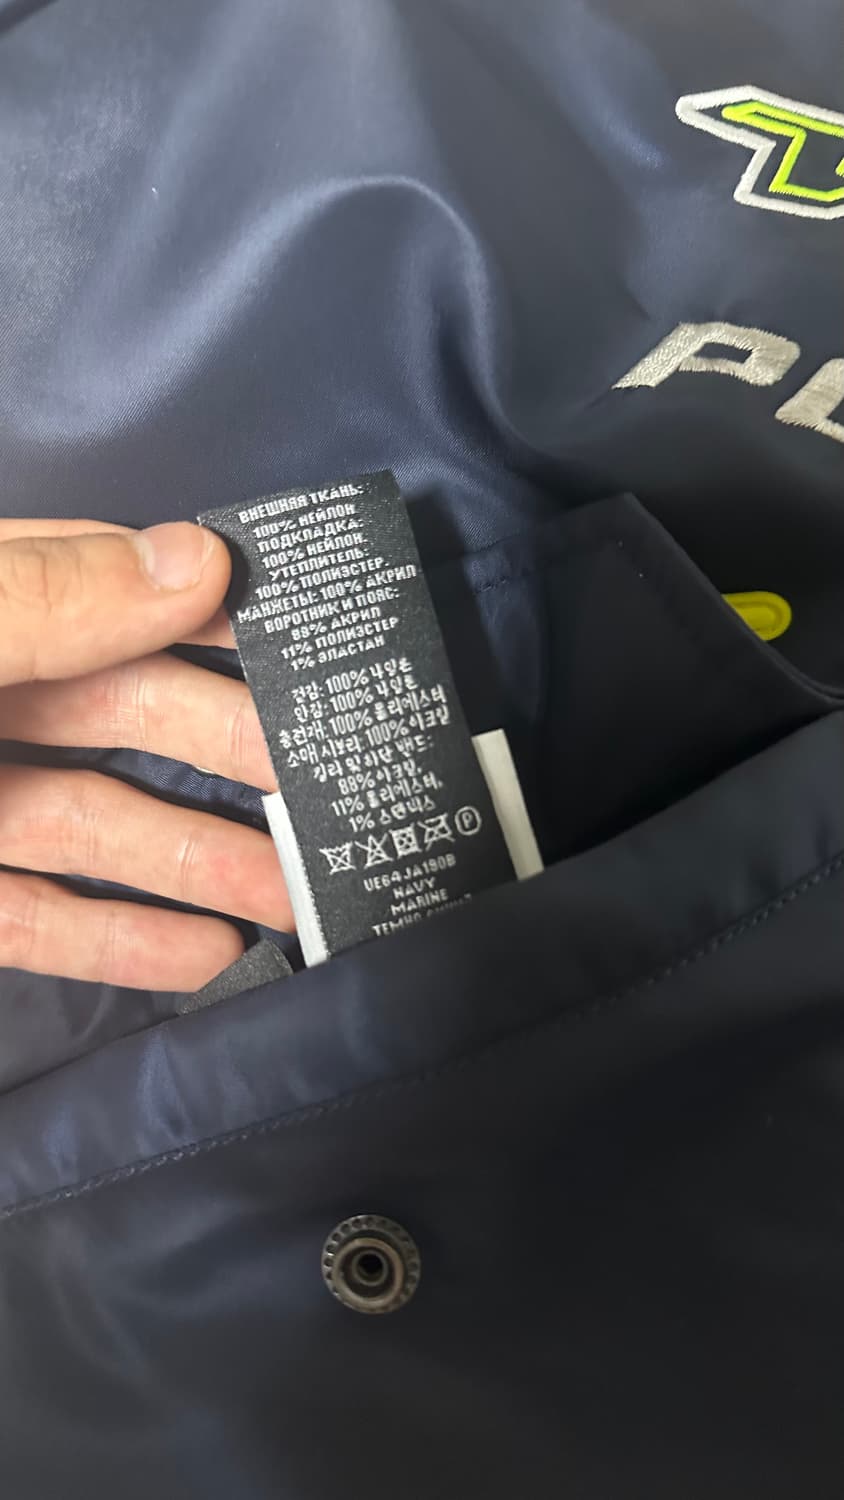 ВНЕШНЯЯ ТКАНЬ:
100% НЕЙЛОН
ПОДКЛАДКА:
100% НЕЙЛОН.
УТЕПЛИТЕЛЬ:
100% ПОЛИЭСТЕР.
МАНЖЕТЫ: 100% АКРИЛ
ВОРОТНИК И ПОЯС:
88% АКРИЛ
11% ПОЛИЭСТЕР
1% ЭЛАСТАН
겉감: 100% 나일론
안감: 100% 나일론
충전재: 100% 폴리에스터
소매 시보리: 100% 아크릴
칼라 및 하단 밴드:
88% 아크릴,
11% 폴리에스터,
1% 스판덱스
P
UE64JA190B
NAVY
MARINE